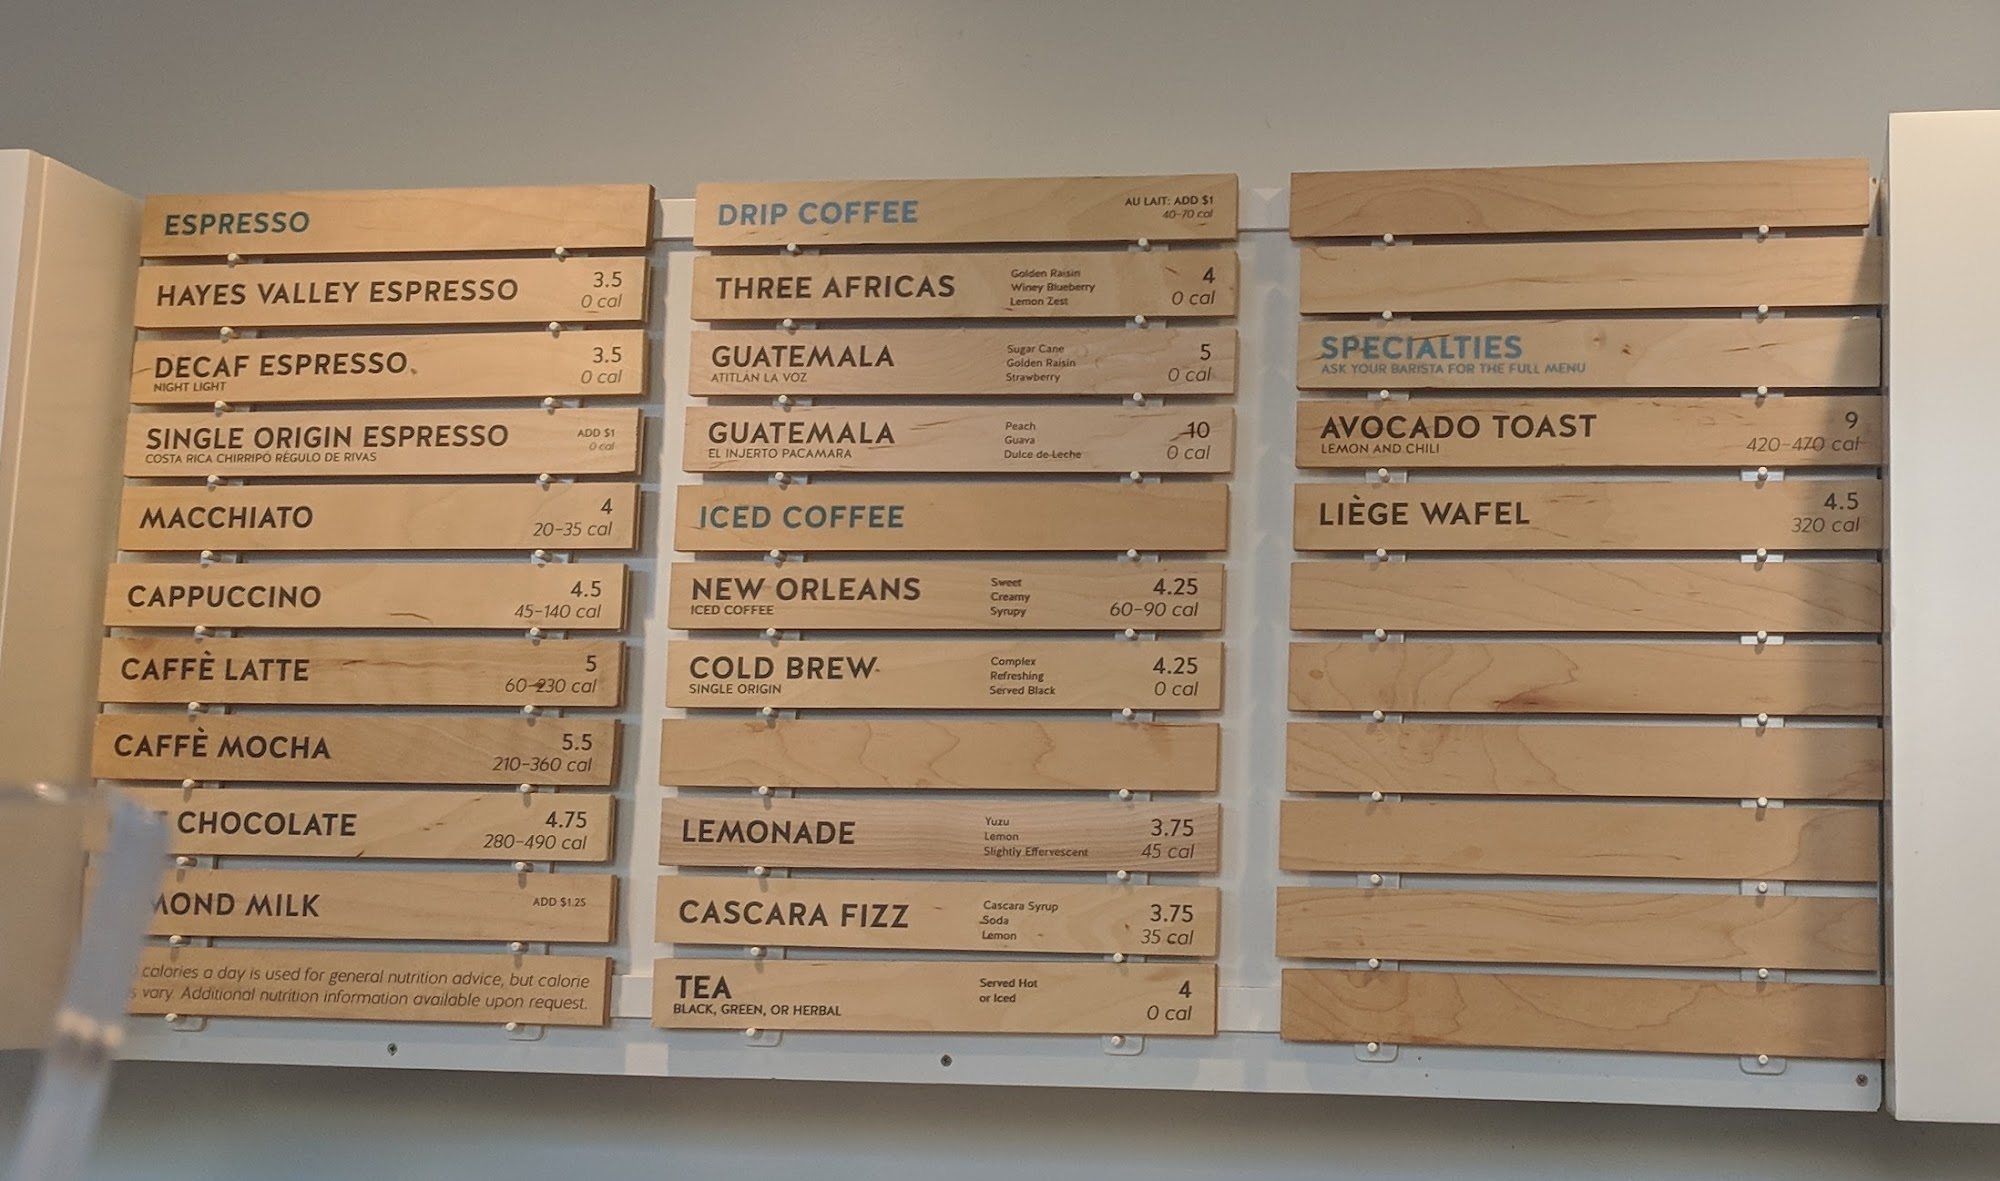 ESPRESSO
HAYES VALLEY ESPRESSO 3.5
0 cal
DECAF ESPRESSO 3.5
NIGHT LIGHT 0 cal
SINGLE ORIGIN ESPRESSO ADD $1
COSTA RICA CHIRRIPÓ RÉGULO DE RIVAS 0 cal
MACCHIATO 4
20-35 cal
CAPPUCCINO 4.5
45-140 cal
CAFFÈ LATTE 5
60-230 cal
CAFFÈ MOCHA 5.5
210-360 cal
CHOCOLATE 4.75
280-490 cal
MOND MILK ADD $1.25
calories a day is used for general nutrition advice, but calorie
vary. Additional nutrition information available upon request.
DRIP COFFEE AU LAIT: ADD $1
40-70 cal
THREE AFRICAS
Golden Raisin
Winey Blueberry
Lemon Zest
4
0 cal
GUATEMALA
ATITLÁN LA VOZ
Sugar Cane
Golden Raisin
Strawberry
5
0 cal
GUATEMALA
EL INJERTO PACAMARA
Peach
Guava
Dulce de Leche
10
0 cal
ICED COFFEE
NEW ORLEANS
ICED COFFEE
Sweet
Creamy
Syrupy
4.25
60-90 cal
COLD BREW
SINGLE ORIGIN
Complex
Refreshing
Served Black
4.25
0 cal
LEMONADE
Yuzu
Lemon
Slightly Effervescent
3.75
45 cal
CASCARA FIZZ
Cascara Syrup
Soda
Lemon
3.75
35 cal
TEA
BLACK, GREEN, OR HERBAL
Served Hot
or Iced
4
0 cal
SPECIALTIES
ASK YOUR BARISTA FOR THE FULL MENU
AVOCADO TOAST 9
LEMON AND CHILI 420-470 cal
LIÈGE WAFEL 4.5
320 cal